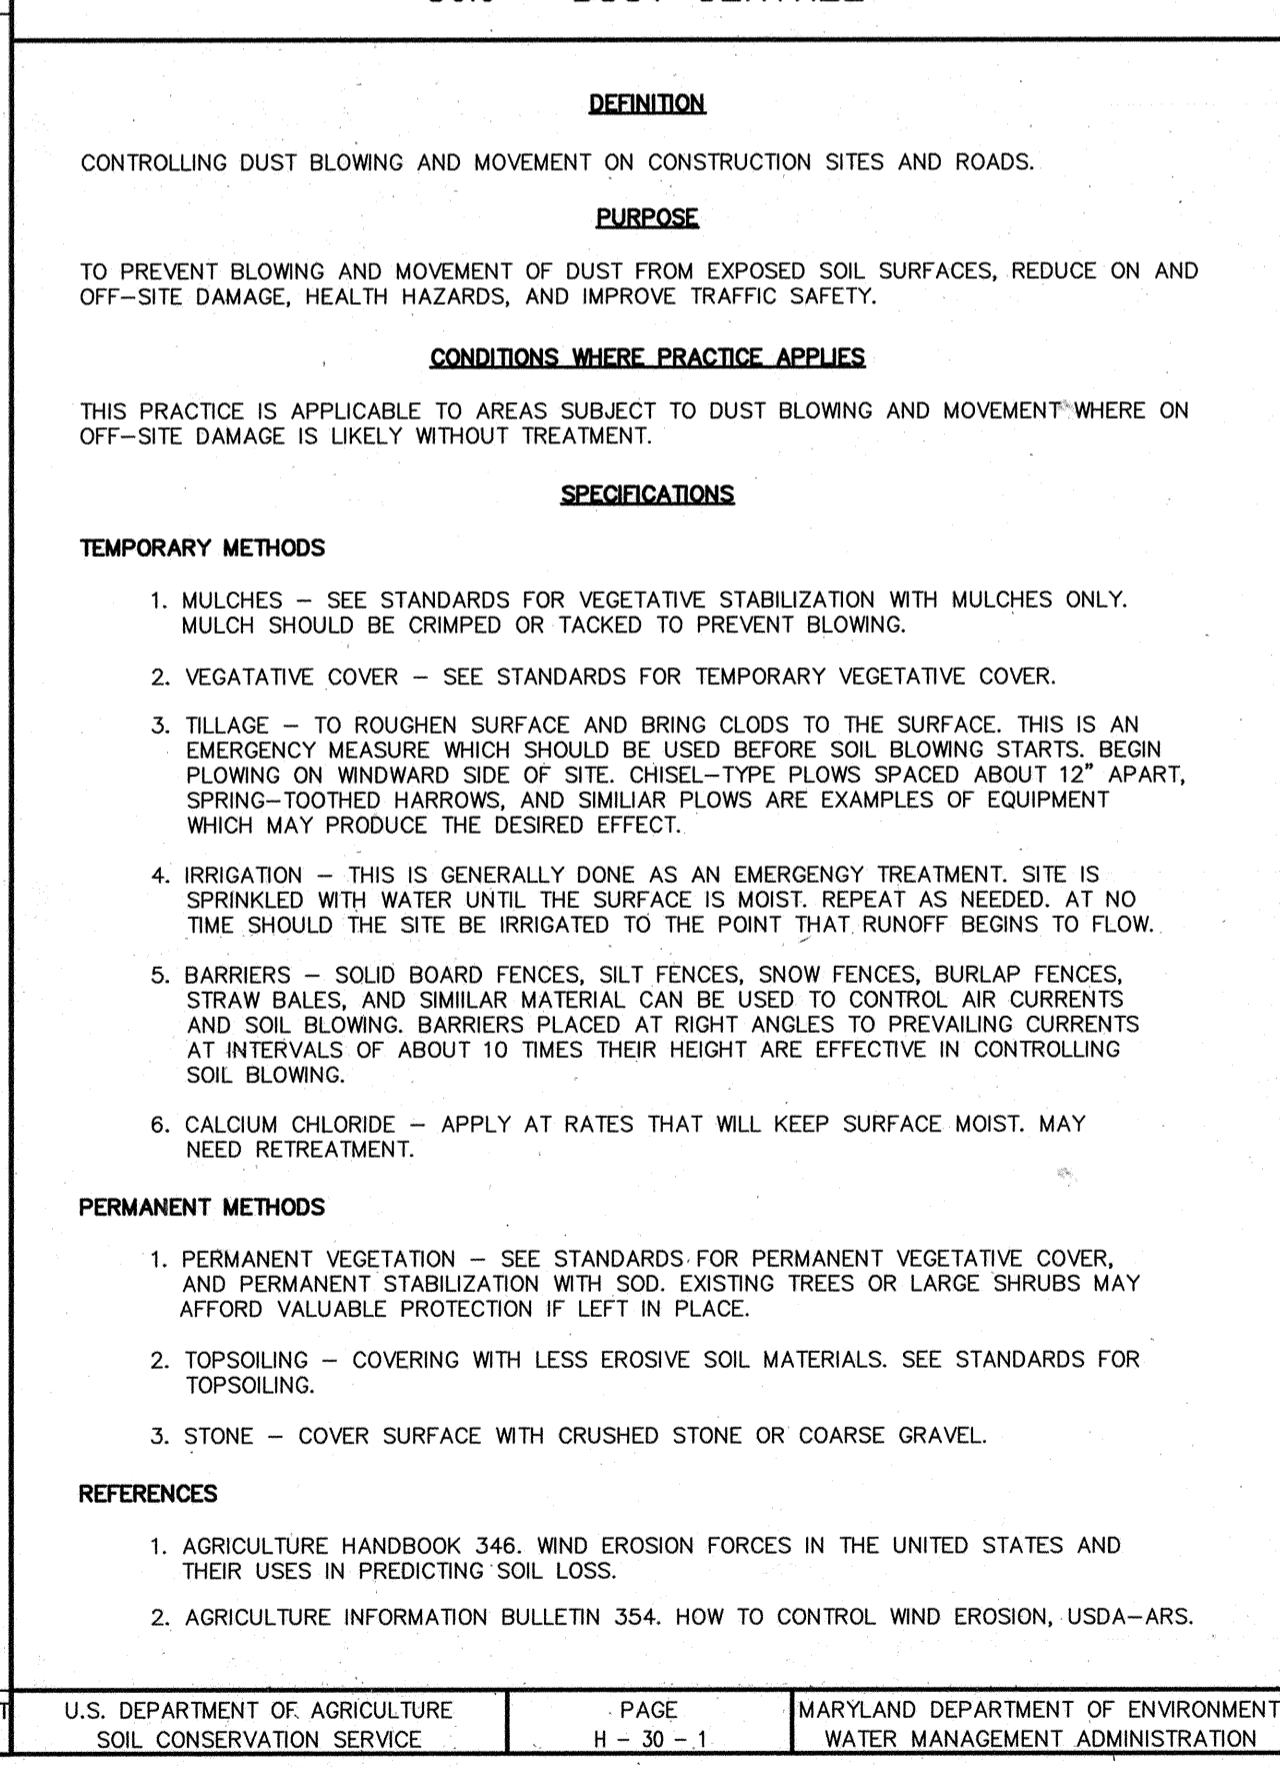 DEFINITION
CONTROLLING DUST BLOWING AND MOVEMENT ON CONSTRUCTION SITES AND ROADS.
PURPOSE
TO PREVENT BLOWING AND MOVEMENT OF DUST FROM EXPOSED SOIL SURFACES, REDUCE ON AND
OFF-SITE DAMAGE, HEALTH HAZARDS, AND IMPROVE TRAFFIC SAFETY.
CONDITIONS WHERE PRACTICE APPLIES
THIS PRACTICE IS APPLICABLE TO AREAS SUBJECT TO DUST BLOWING AND MOVEMENT WHERE ON
OFF-SITE DAMAGE IS LIKELY WITHOUT TREATMENT.
SPECIFICATIONS
TEMPORARY METHODS
1. MULCHES – SEE STANDARDS FOR VEGETATIVE STABILIZATION WITH MULCHES ONLY.
MULCH SHOULD BE CRIMPED OR TACKED TO PREVENT BLOWING.
2. VEGATATIVE COVER – SEE STANDARDS FOR TEMPORARY VEGETATIVE COVER.
3. TILLAGE – TO ROUGHEN SURFACE AND BRING CLODS TO THE SURFACE. THIS IS AN
EMERGENCY MEASURE WHICH SHOULD BE USED BEFORE SOIL BLOWING STARTS. BEGIN
PLOWING ON WINDWARD SIDE OF SITE. CHISEL-TYPE PLOWS SPACED ABOUT 12" APART,
SPRING-TOOTHED HARROWS, AND SIMILIAR PLOWS ARE EXAMPLES OF EQUIPMENT
WHICH MAY PRODUCE THE DESIRED EFFECT.
4. IRRIGATION – THIS IS GENERALLY DONE AS AN EMERGENGY TREATMENT. SITE IS
SPRINKLED WITH WATER UNTIL THE SURFACE IS MOIST. REPEAT AS NEEDED. AT NO
TIME SHOULD THE SITE BE IRRIGATED TO THE POINT THAT RUNOFF BEGINS TO FLOW.
5. BARRIERS – SOLID BOARD FENCES, SILT FENCES, SNOW FENCES, BURLAP FENCES,
STRAW BALES, AND SIMIILAR MATERIAL CAN BE USED TO CONTROL AIR CURRENTS
AND SOIL BLOWING. BARRIERS PLACED AT RIGHT ANGLES TO PREVAILING CURRENTS
AT INTERVALS OF ABOUT 10 TIMES THEIR HEIGHT ARE EFFECTIVE IN CONTROLLING
SOIL BLOWING.
6. CALCIUM CHLORIDE – APPLY AT RATES THAT WILL KEEP SURFACE MOIST. MAY
NEED RETREATMENT.
PERMANENT METHODS
1. PERMANENT VEGETATION – SEE STANDARDS FOR PERMANENT VEGETATIVE COVER,
AND PERMANENT STABILIZATION WITH SOD. EXISTING TREES OR LARGE SHRUBS MAY
AFFORD VALUABLE PROTECTION IF LEFT IN PLACE.
2. TOPSOILING – COVERING WITH LESS EROSIVE SOIL MATERIALS. SEE STANDARDS FOR
TOPSOILING.
3. STONE – COVER SURFACE WITH CRUSHED STONE OR COARSE GRAVEL.
REFERENCES
1. AGRICULTURE HANDBOOK 346. WIND EROSION FORCES IN THE UNITED STATES AND
THEIR USES IN PREDICTING SOIL LOSS.
2. AGRICULTURE INFORMATION BULLETIN 354. HOW TO CONTROL WIND EROSION, USDA-ARS.
U.S. DEPARTMENT OF AGRICULTURE
SOIL CONSERVATION SERVICE
PAGE
H – 30 – 1
MARYLAND DEPARTMENT OF ENVIRONMENT
WATER MANAGEMENT ADMINISTRATION